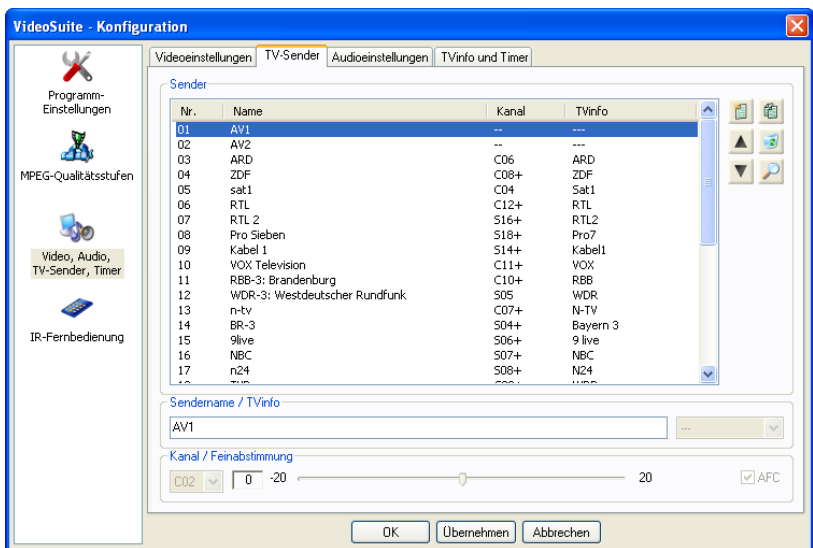 VideoSuite - Konfiguration
Programm-
Einstellungen
MPEG-Qualitätsstufen
Video, Audio,
TV-Sender, Timer
IR-Fernbedienung
Videoeinstellungen TV-Sender Audioeinstellungen TVinfo und Timer
Sender
Nr. Name Kanal TVinfo
01 AV1 -- ---
02 AV2 -- ---
03 ARD C06 ARD
04 ZDF C08+ ZDF
05 sat1 C04 Sat1
06 RTL C12+ RTL
07 RTL 2 S16+ RTL2
08 Pro Sieben S18+ Pro7
09 Kabel 1 S14+ Kabel1
10 VOX Television C11+ VOX
11 RBB-3: Brandenburg C10+ RBB
12 WDR-3: Westdeutscher Rundfunk S05 WDR
13 n-tv C07+ N-TV
14 BR-3 S04+ Bayern 3
15 9live S06+ 9 live
16 NBC S07+ NBC
17 n24 S08+ N24
Sendername / TVinfo
AV1 ---
Kanal / Feinabstimmung
C02 0 -20 20 AFC
OK Übernehmen Abbrechen